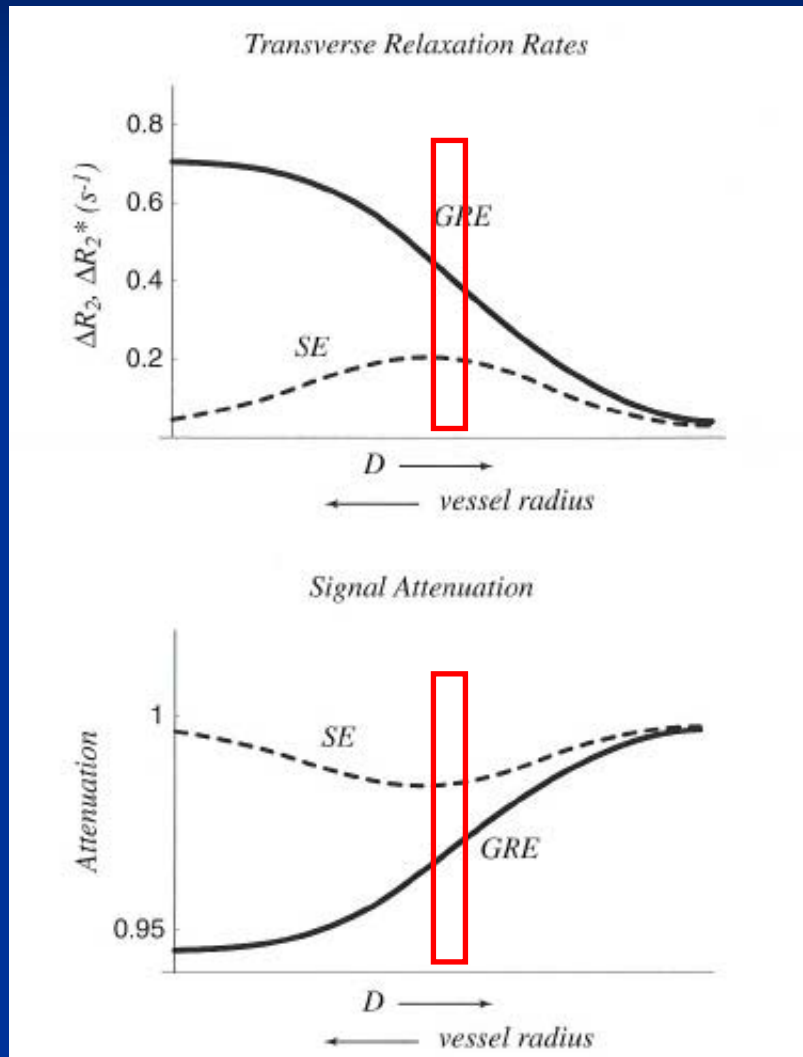 Transverse Relaxation Rates
0.8
0.6
0.4
0.2
ΔR₂, ΔR₂* (s⁻¹)
GRE
SE
D
vessel radius
Signal Attenuation
1
0.95
Attenuation
SE
GRE
D
vessel radius